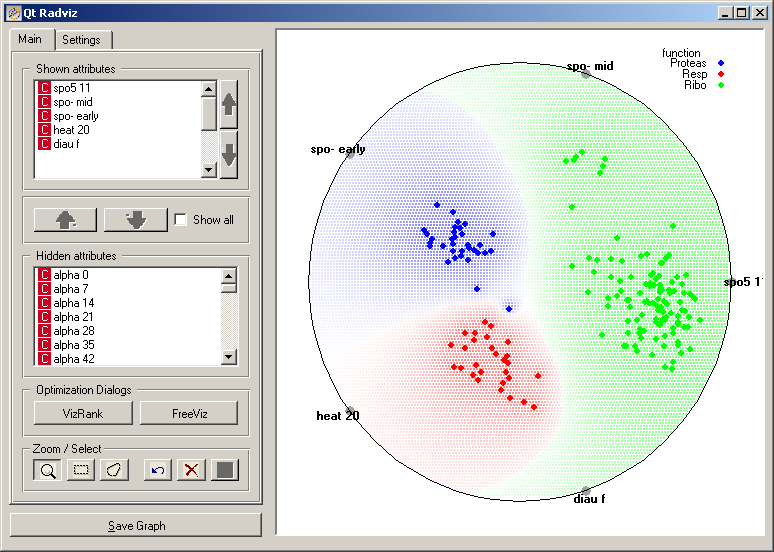 Qt Radviz
Main
Settings
Shown attributes
C spo5 11
C spo- mid
C spo- early
C heat 20
C diau f
Show all
Hidden attributes
C alpha 0
C alpha 7
C alpha 14
C alpha 21
C alpha 28
C alpha 35
C alpha 42
Optimization Dialogs
VizRank
FreeViz
Zoom / Select
Save Graph
function
Proteas
Resp
Ribo
spo- mid
spo- early
spo5 11
heat 20
diau f